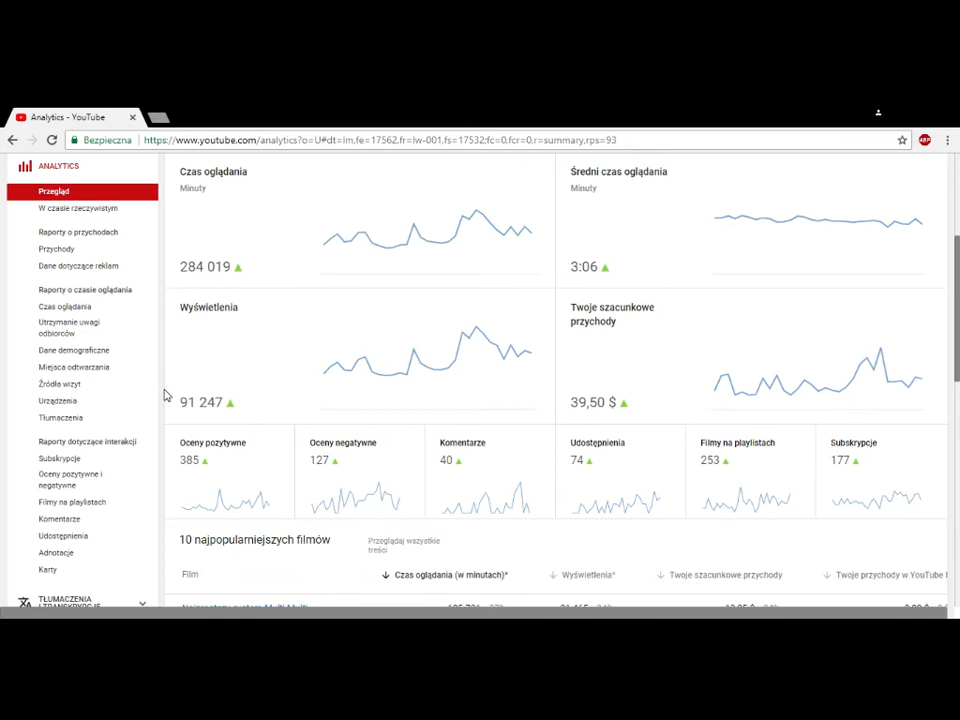 Analytics - YouTube
Bezpieczna https://www.youtube.com/analytics?o=U#dt=lm,fe=17562,fr=lw-001,fs=17532;fc=0,fcr=0,r=summary,rps=93
ABP
ANALYTICS
Przegląd
W czasie rzeczywistym
Raporty o przychodach
Przychody
Dane dotyczące reklam
Raporty o czasie oglądania
Czas oglądania
Utrzymanie uwagi
odbiorców
Dane demograficzne
Miejsca odtwarzania
Źródła wizyt
Urządzenia
Tłumaczenia
Raporty dotyczące interakcji
Subskrypcje
Oceny pozytywne i
negatywne
Filmy na playlistach
Komentarze
Udostępnienia
Adnotacje
Karty
TŁUMACZENIA
I TRANSKRYPCJE
Czas oglądania
Minuty
284 019
Średni czas oglądania
Minuty
3:06
Wyświetlenia
91 247
Twoje szacunkowe
przychody
39,50 $
Oceny pozytywne
385
Oceny negatywne
127
Komentarze
40
Udostępnienia
74
Filmy na playlistach
253
Subskrypcje
177
10 najpopularniejszych filmów
Przeglądaj wszystkie
treści
Film
Czas oglądania (w minutach)*
Wyświetlenia*
Twoje szacunkowe przychody
Twoje przychody w YouTube